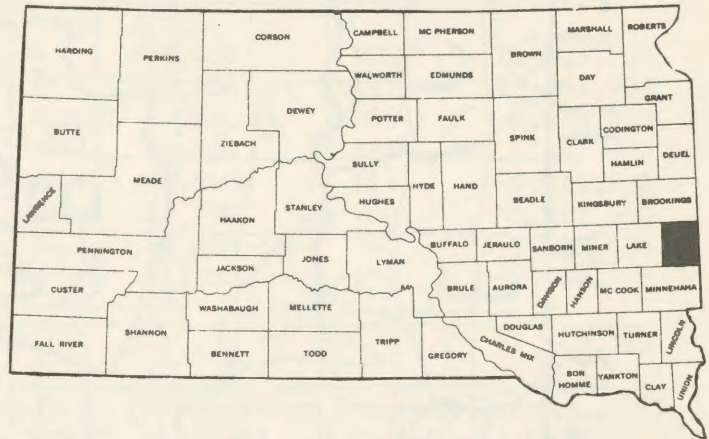 HARDING
PERKINS
CORSON
CAMPBELL
MC PHERSON
BROWN
MARSHALL
ROBERTS
WALWORTH
EDMUNDS
DAY
DEWEY
GRANT
BUTTE
ZIEBACH
POTTER
FAULK
SPINK
CLARK
CODINGTON
DEUEL
HAMLIN
MEADE
SULLY
HYDE
HAND
LAWRENCE
HAAKON
STANLEY
HUGHES
BEADLE
KINGSBURY
BROOKINGS
PENNINGTON
JACKSON
JONES
LYMAN
BUFFALO
JERAULO
SANBORN
MINER
LAKE
CUSTER
SHANNON
WASHABAUGH
MELLETTE
TRIPP
BRULE
AURORA
DAVISON
HANSON
MC COOK
MINNEHAHA
FALL RIVER
BENNETT
TODD
GREGORY
CHARLES MIX
DOUGLAS
HUTCHINSON
TURNER
LINCOLN
BON
HOMME
YANKTON
CLAY
UNION